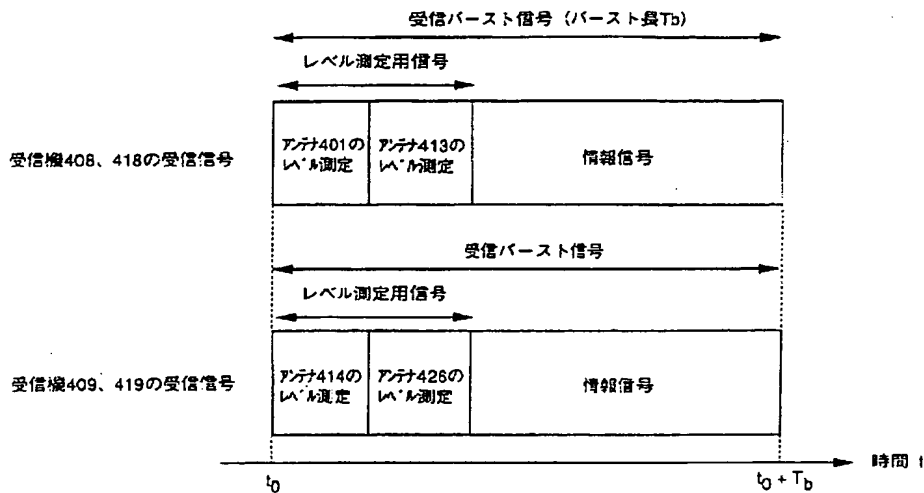 受信バースト信号(バースト長Tb)
レベル測定用信号
受信機408、418の受信信号
アンテナ401の
レベル測定
アンテナ413の
レベル測定
情報信号
受信バースト信号
レベル測定用信号
受信機409、419の受信信号
アンテナ414の
レベル測定
アンテナ426の
レベル測定
情報信号
時間 t
t0
t0 + Tb